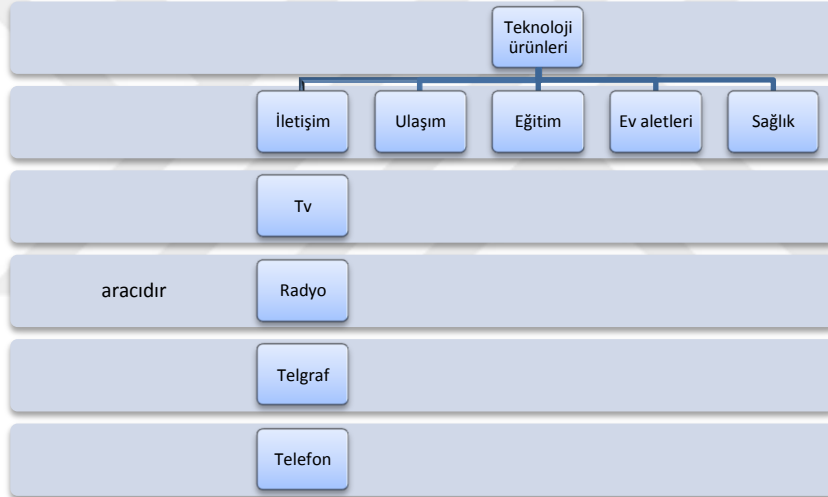 Teknoloji
ürünleri
İletişim
Ulaşım
Eğitim
Ev aletleri
Sağlık
Tv
aracıdır
Radyo
Telgraf
Telefon